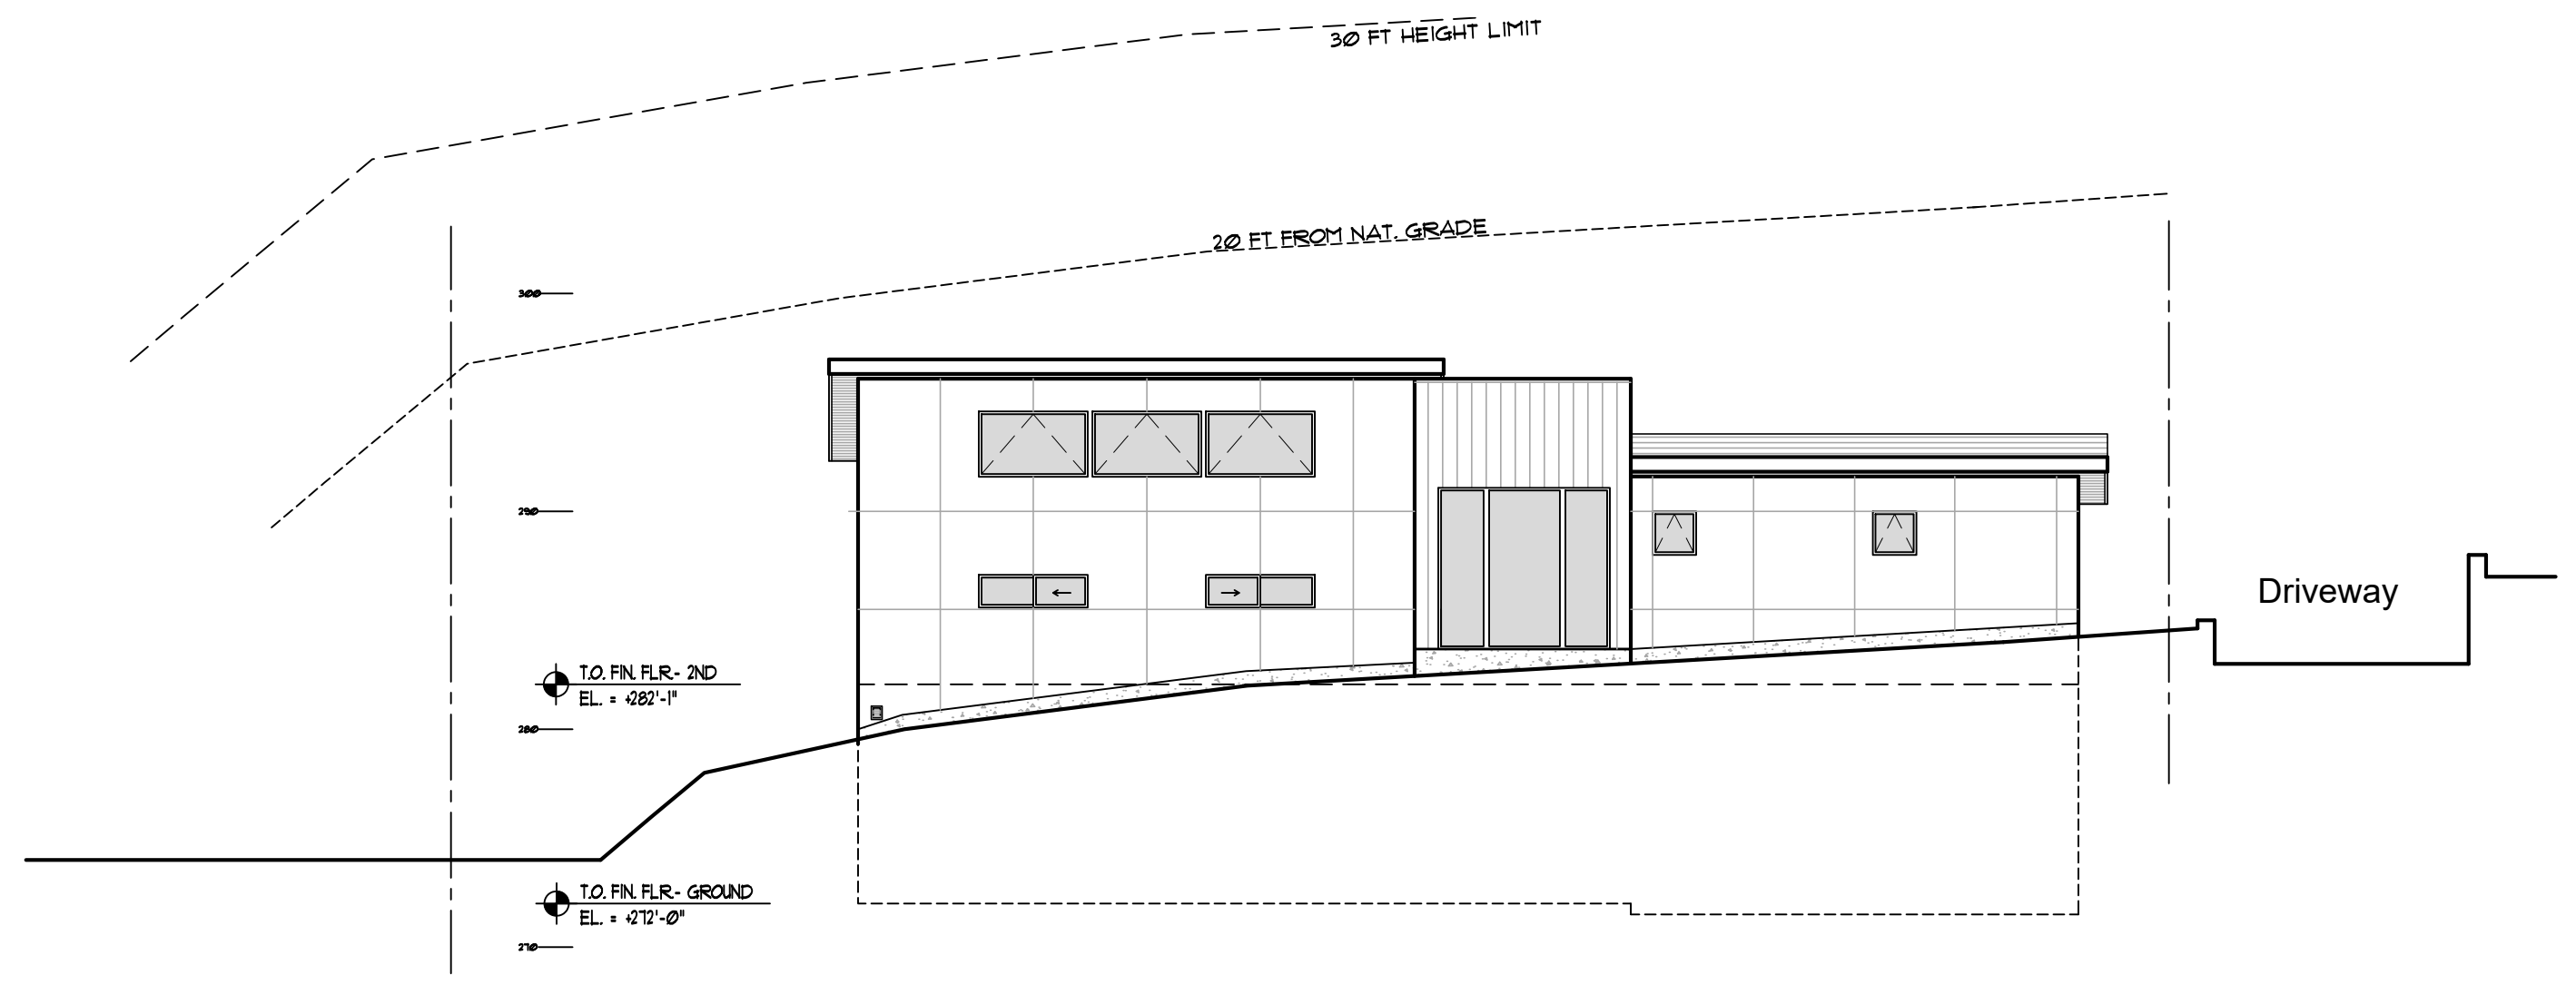 30 FT HEIGHT LIMIT
20 FT FROM NAT. GRADE
300
290
Driveway
T.O. FIN. FLR.- 2ND
EL. = +282'-1"
280
T.O. FIN. FLR.- GROUND
EL. = +272'-0"
270